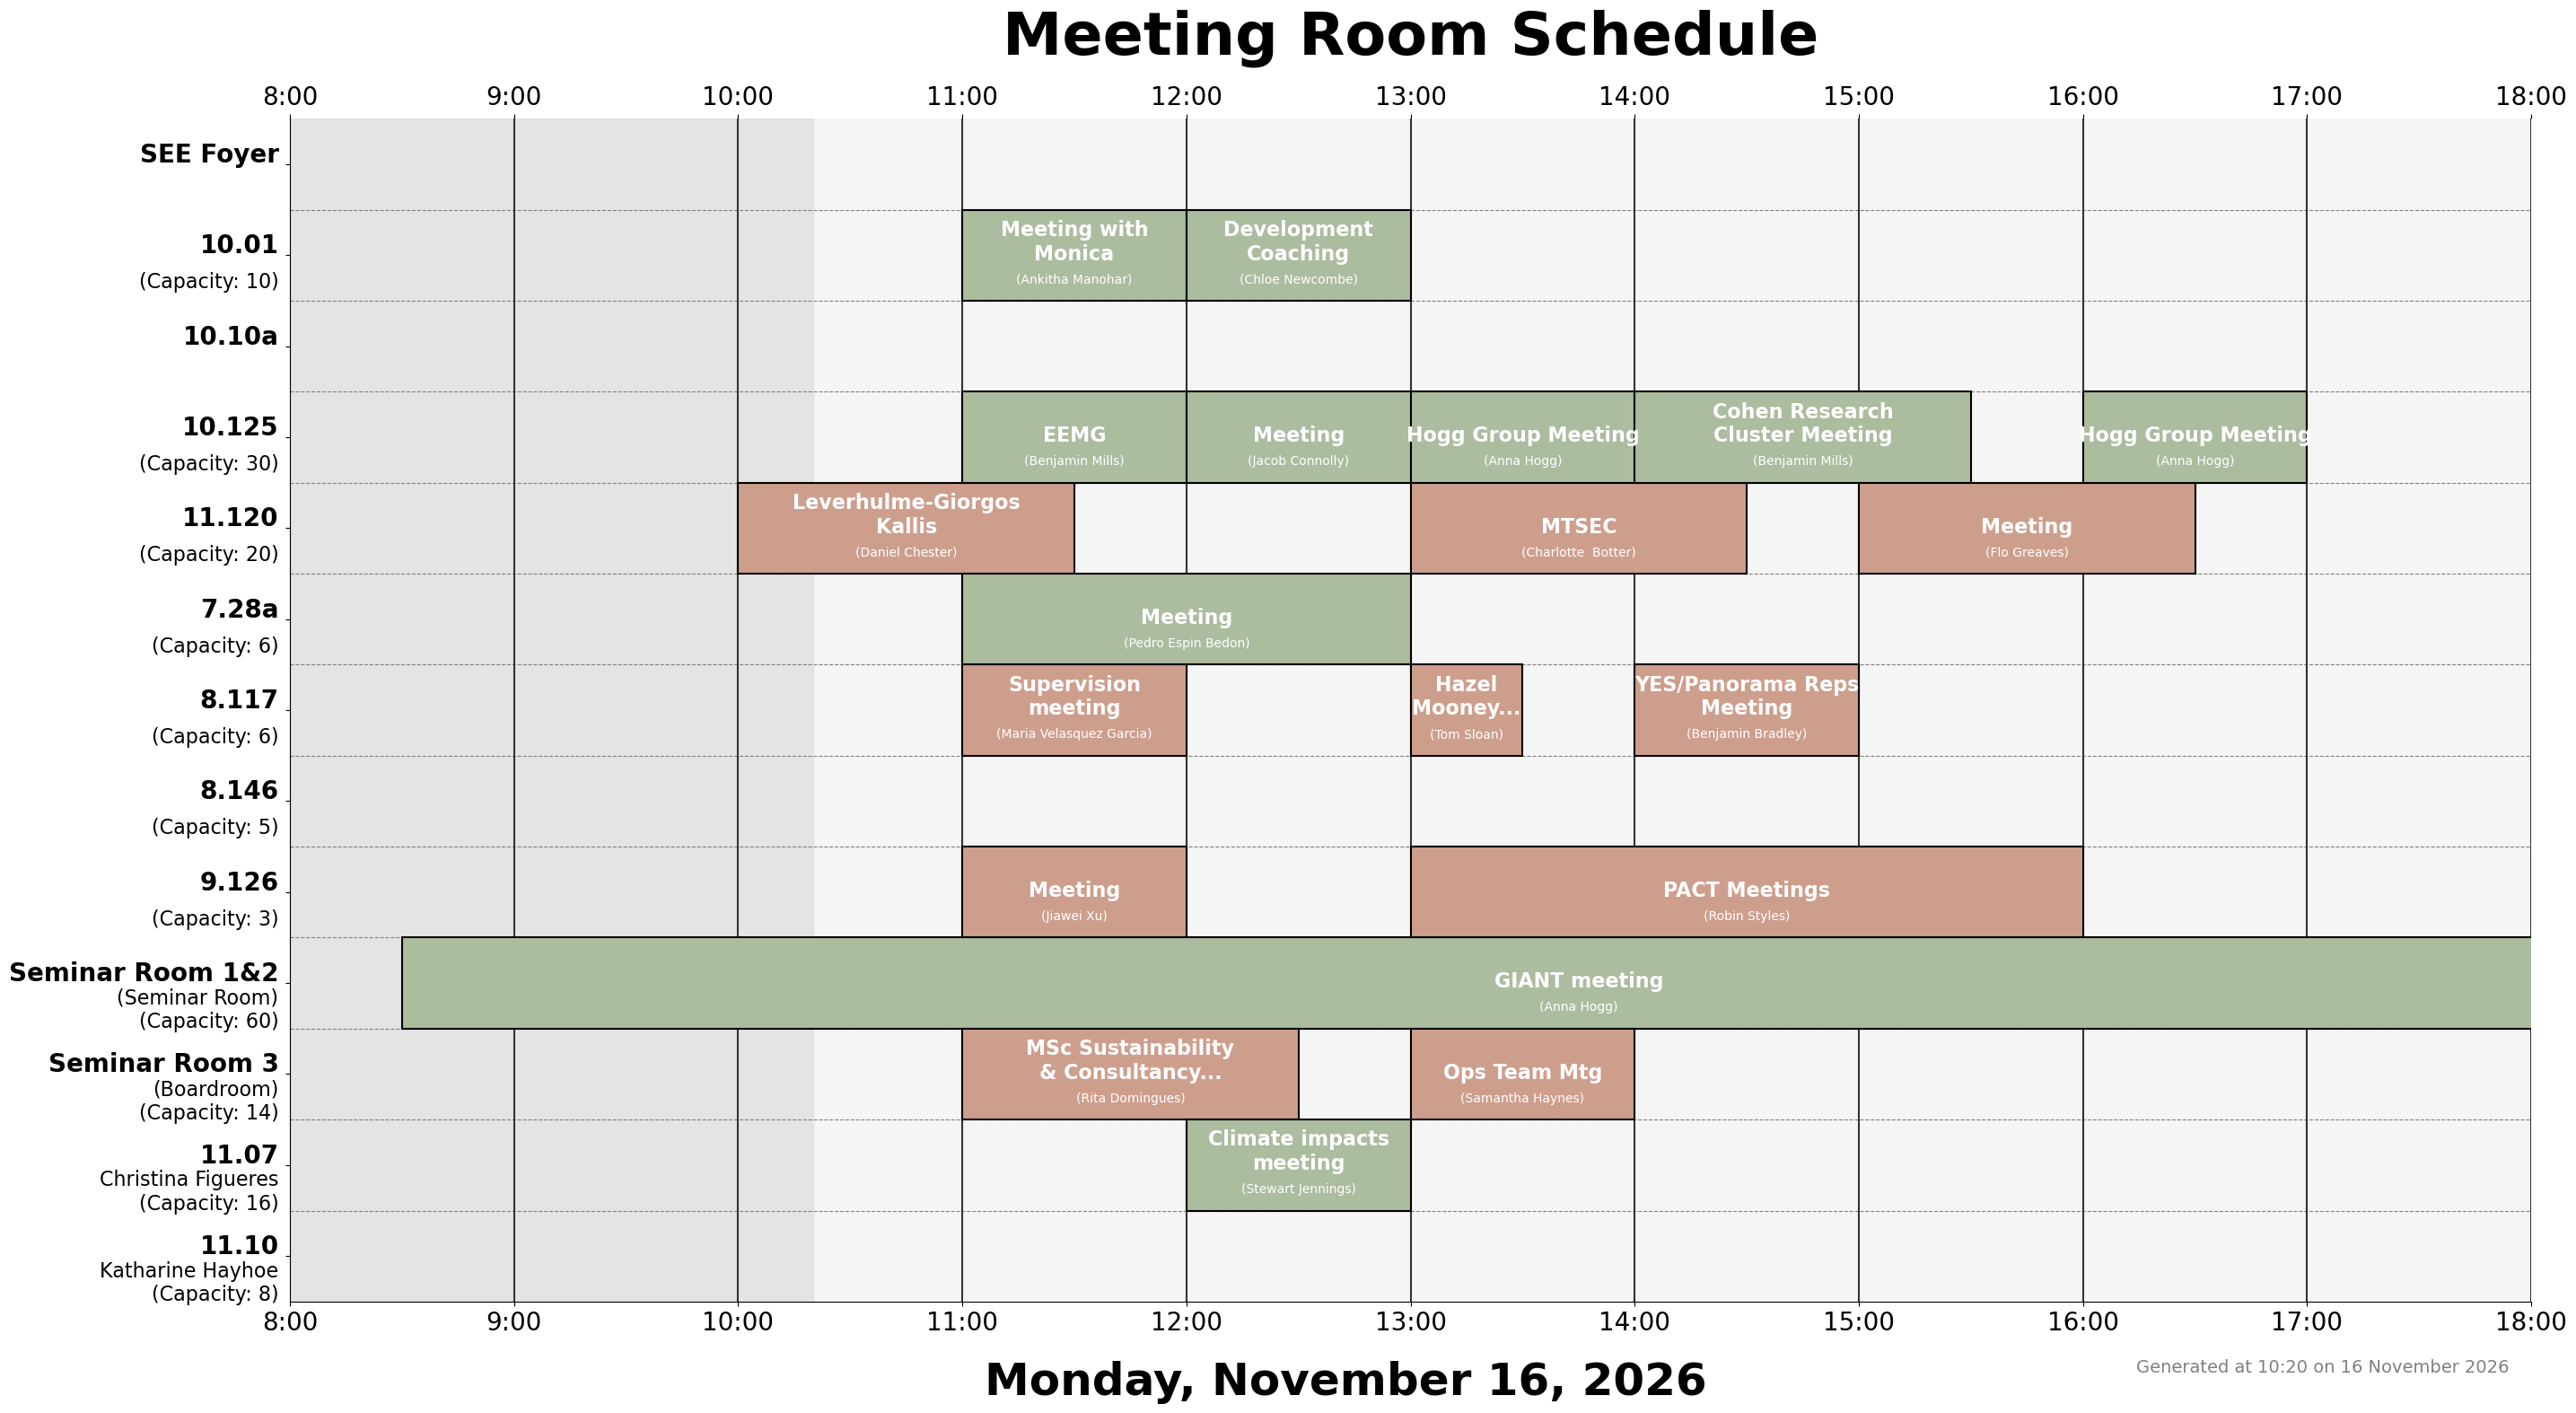 Meeting Room Schedule
8:00 9:00 10:00 11:00 12:00 13:00 14:00 15:00 16:00 17:00 18:00
SEE Foyer
10.01
(Capacity: 10)
Meeting with
Monica
(Ankitha Manohar)
Development
Coaching
(Chloe Newcombe)
10.10a
10.125
(Capacity: 30)
EEMG
(Benjamin Mills)
Meeting
(Jacob Connolly)
Hogg Group Meeting
(Anna Hogg)
Cohen Research
Cluster Meeting
(Benjamin Mills)
Hogg Group Meeting
(Anna Hogg)
11.120
(Capacity: 20)
Leverhulme-Giorgos
Kallis
(Daniel Chester)
MTSEC
(Charlotte  Botter)
Meeting
(Flo Greaves)
7.28a
(Capacity: 6)
Meeting
(Pedro Espin Bedon)
8.117
(Capacity: 6)
Supervision
meeting
(Maria Velasquez Garcia)
Hazel
Mooney...
(Tom Sloan)
YES/Panorama Reps
Meeting
(Benjamin Bradley)
8.146
(Capacity: 5)
9.126
(Capacity: 3)
Meeting
(Jiawei Xu)
PACT Meetings
(Robin Styles)
Seminar Room 1&2
(Seminar Room)
(Capacity: 60)
GIANT meeting
(Anna Hogg)
Seminar Room 3
(Boardroom)
(Capacity: 14)
MSc Sustainability
& Consultancy...
(Rita Domingues)
Ops Team Mtg
(Samantha Haynes)
11.07
Christina Figueres
(Capacity: 16)
Climate impacts
meeting
(Stewart Jennings)
11.10
Katharine Hayhoe
(Capacity: 8)
8:00 9:00 10:00 11:00 12:00 13:00 14:00 15:00 16:00 17:00 18:00
Monday, November 16, 2026
Generated at 10:20 on 16 November 2026